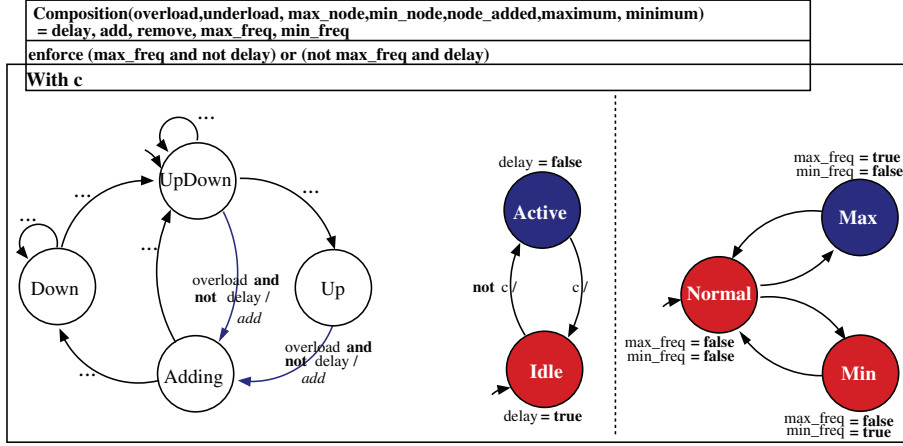 Composition(overload,underload, max_node,min_node,node_added,maximum, minimum)
= delay, add, remove, max_freq, min_freq
enforce (max_freq and not delay) or (not max_freq and delay)
With c
...
UpDown
...
...
...
Down
...
overload and
not delay /
add
Up
overload and
not delay /
add
...
Adding
delay = false
Active
not c /
c /
Idle
delay = true
max_freq = true
min_freq = false
Max
Normal
max_freq = false
min_freq = false
Min
max_freq = false
min_freq = true